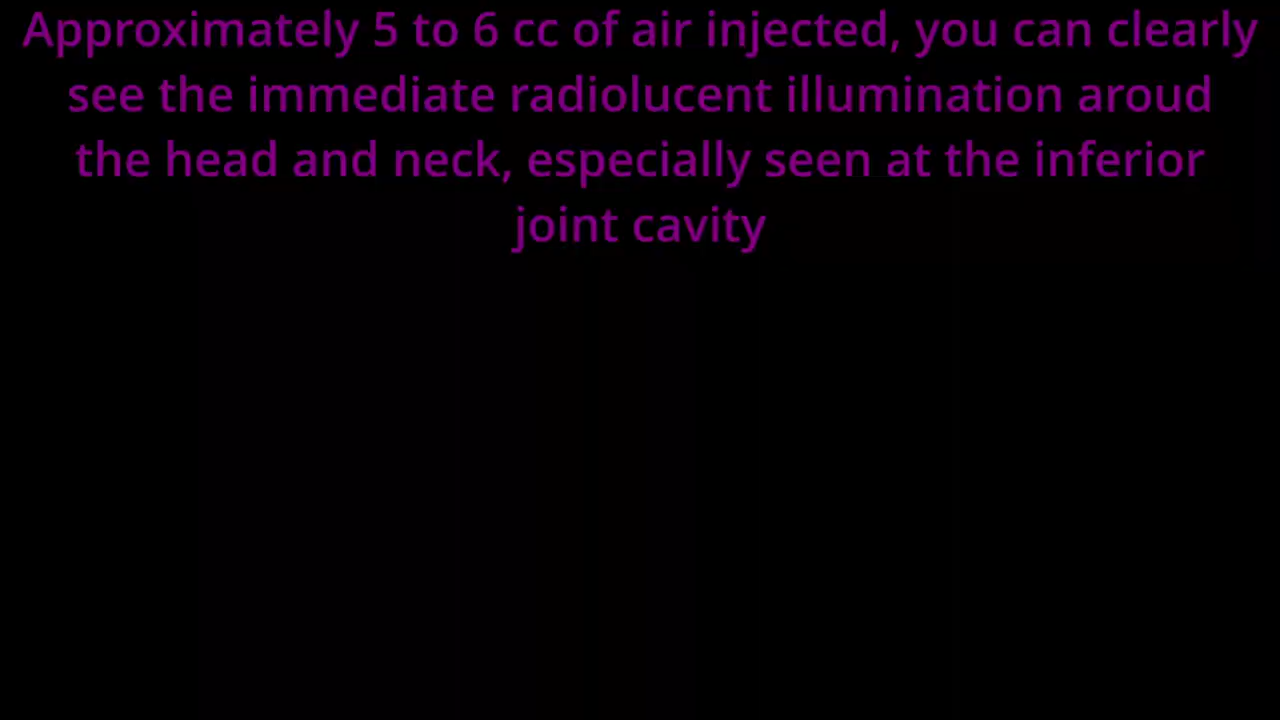 Approximately 5 to 6 cc of air injected, you can clearly
see the immediate radiolucent illumination aroud
the head and neck, especially seen at the inferior
joint cavity